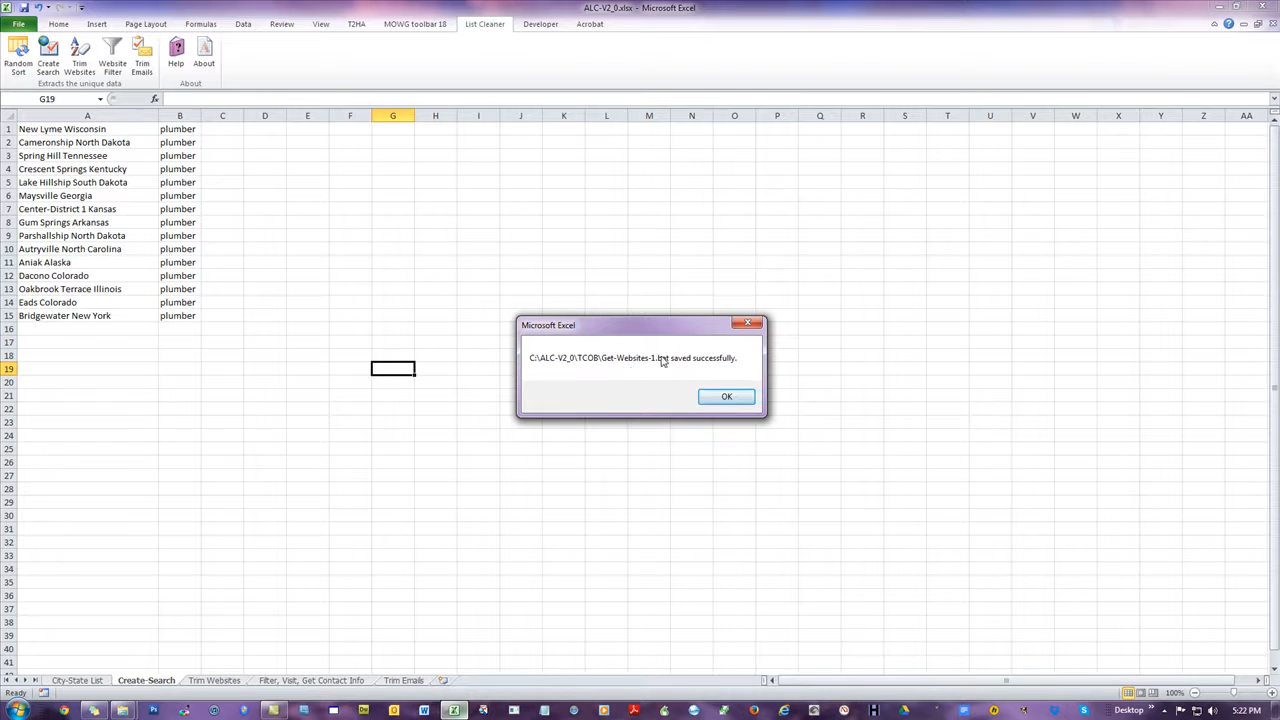 ALC-V2_0.xlsx - Microsoft Excel
File Home Insert Page Layout Formulas Data Review View T2HA MOWG toolbar 18 List Cleaner Developer Acrobat
Random Create Trim Website Trim Help About
Sort Search Websites Filter Emails
Extracts the unique data About
G19 fx
A B C D E F G H I J K L M N O P Q R S T U V W X Y Z AA
1 New Lyme Wisconsin plumber
2 Cameronship North Dakota plumber
3 Spring Hill Tennessee plumber
4 Crescent Springs Kentucky plumber
5 Lake Hillship South Dakota plumber
6 Maysville Georgia plumber
7 Center-District 1 Kansas plumber
8 Gum Springs Arkansas plumber
9 Parshallship North Dakota plumber
10 Autryville North Carolina plumber
11 Aniak Alaska plumber
12 Dacono Colorado plumber
13 Oakbrook Terrace Illinois plumber
14 Eads Colorado plumber
15 Bridgewater New York plumber
16
17
18
19
20
21
22
23
24
25
26
27
28
29
30
31
32
33
34
35
36
37
38
39
40
41
Microsoft Excel
C:\ALC-V2_0\TCOB\Get-Websites-1.bat saved successfully.
OK
City-State List Create-Search Trim Websites Filter, Visit, Get Contact Info Trim Emails
Ready 100%
Desktop 5:22 PM